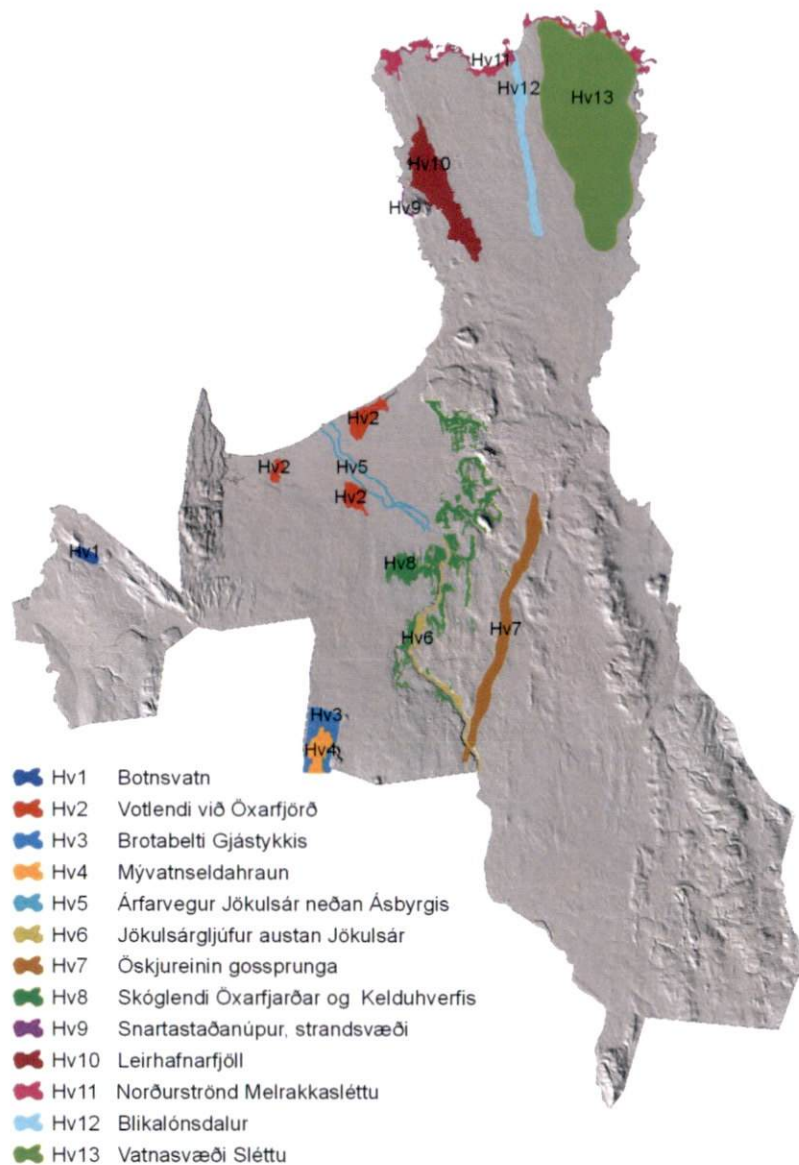 Hv11
Hv12
Hv13
Hv10
Hv9
Hv2
Hv2
Hv5
Hv2
Hv1
Hv8
Hv6
Hv7
Hv3
Hv4
Hv1 Botnsvatn
Hv2 Votlendi við Öxarfjörð
Hv3 Brotabelti Gjástykkis
Hv4 Mývatnseldahraun
Hv5 Árfarvegur Jökulsár neðan Ásbyrgis
Hv6 Jökulsárgljúfur austan Jökulsár
Hv7 Öskjureinin gossprunga
Hv8 Skóglendi Öxarfjarðar og Kelduhverfis
Hv9 Snartastaðanúpur, strandsvæði
Hv10 Leirhafnarfjöll
Hv11 Norðurströnd Melrakkasléttu
Hv12 Blikalónsdalur
Hv13 Vatnasvæði Sléttu